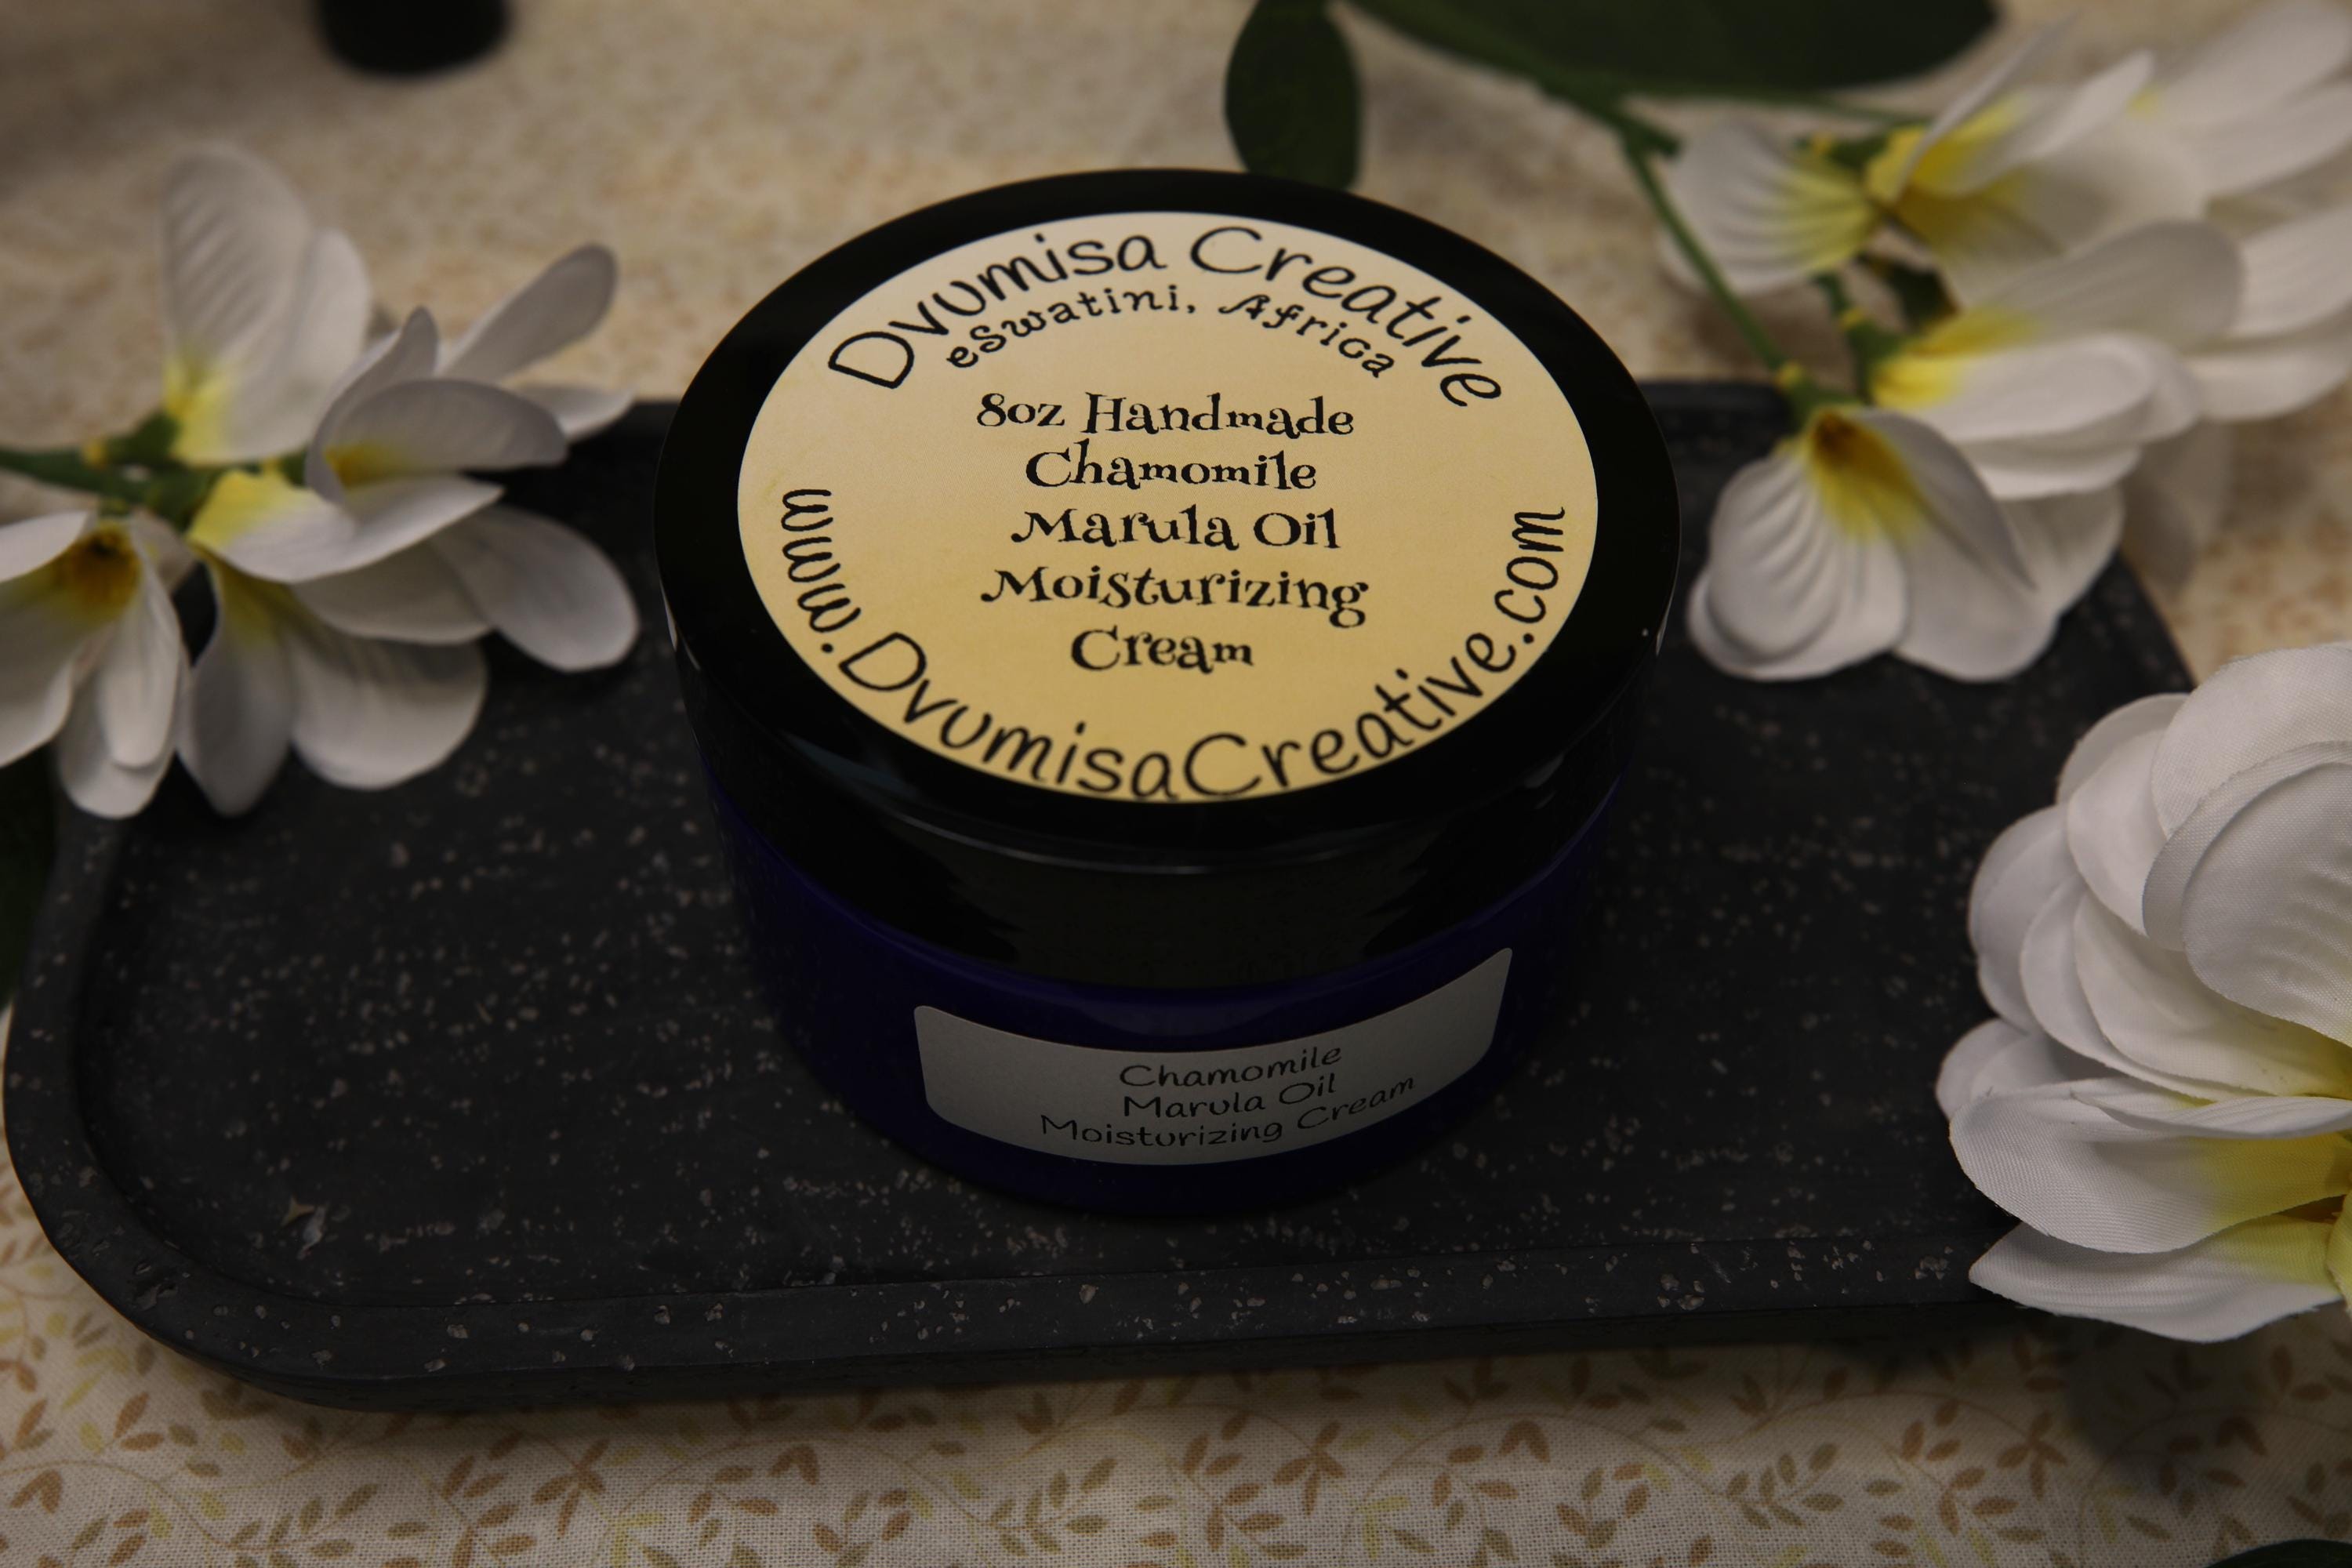 Dvumisa Creative
eSwatini, Africa
8oz Handmade
Chamomile
Marula Oil
Moisturizing
Cream
www.DvumisaCreative.com
Chamomile
Marula Oil
Moisturizing Cream